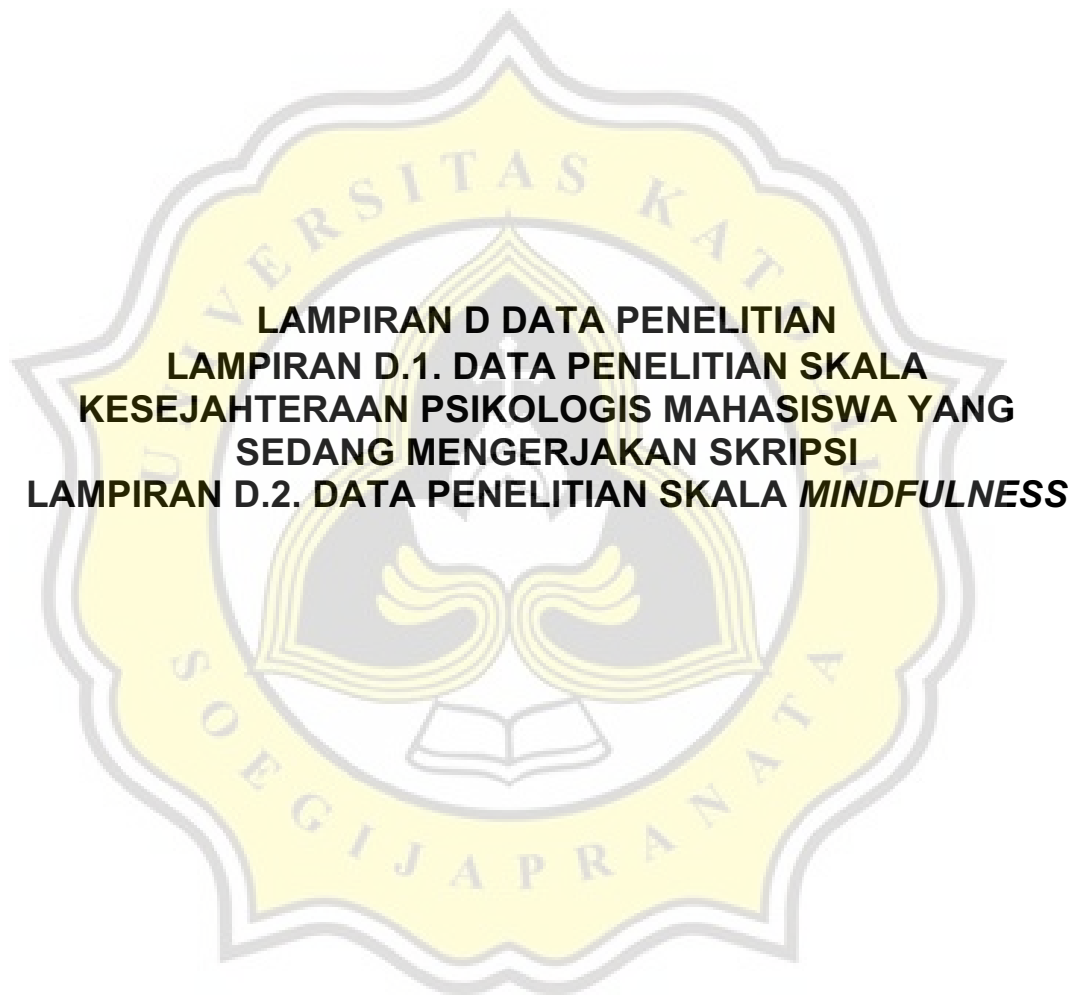 UNIVERSITAS KATOLIK
LAMPIRAN D DATA PENELITIAN
LAMPIRAN D.1. DATA PENELITIAN SKALA
KESEJAHTERAAN PSIKOLOGIS MAHASISWA YANG
SEDANG MENGERJAKAN SKRIPSI
LAMPIRAN D.2. DATA PENELITIAN SKALA MINDFULNESS
SOEGIJAPRANATA